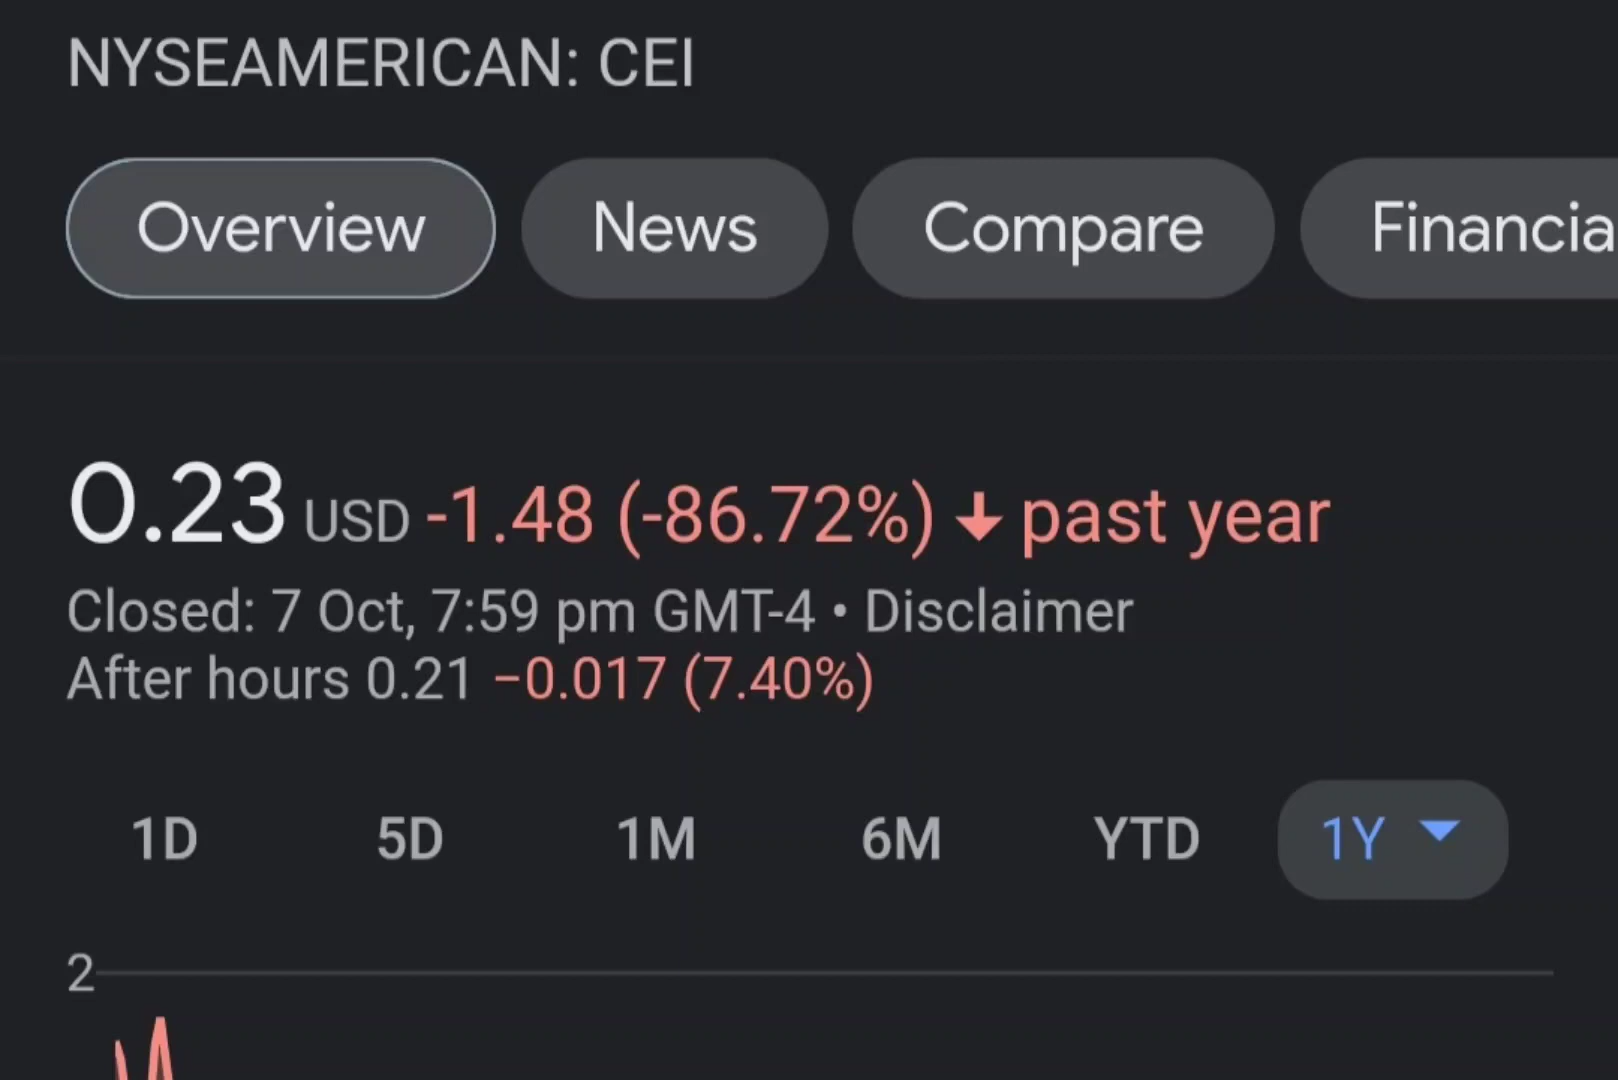 NYSEAMERICAN: CEI
Overview News Compare Financia
0.23 USD -1.48 (-86.72%) ↓ past year
Closed: 7 Oct, 7:59 pm GMT-4 • Disclaimer
After hours 0.21 −0.017 (7.40%)
1D 5D 1M 6M YTD 1Y
2